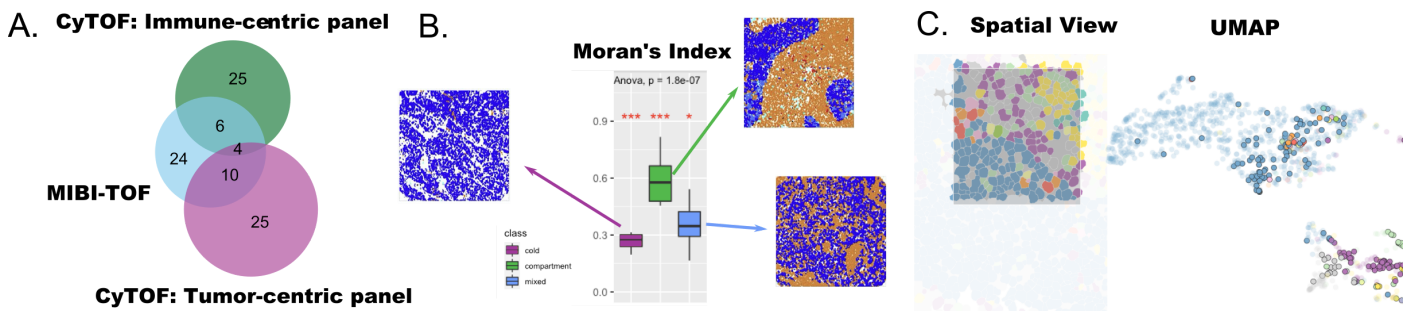 A.
CyTOF: Immune-centric panel
25
6
4
24
10
MIBI-TOF
25
CyTOF: Tumor-centric panel
B.
Moran's Index
Anova, p = 1.8e-07
*** *** *
0.9
0.6
0.3
0.0
class
cold
compartment
mixed
C.
Spatial View
UMAP